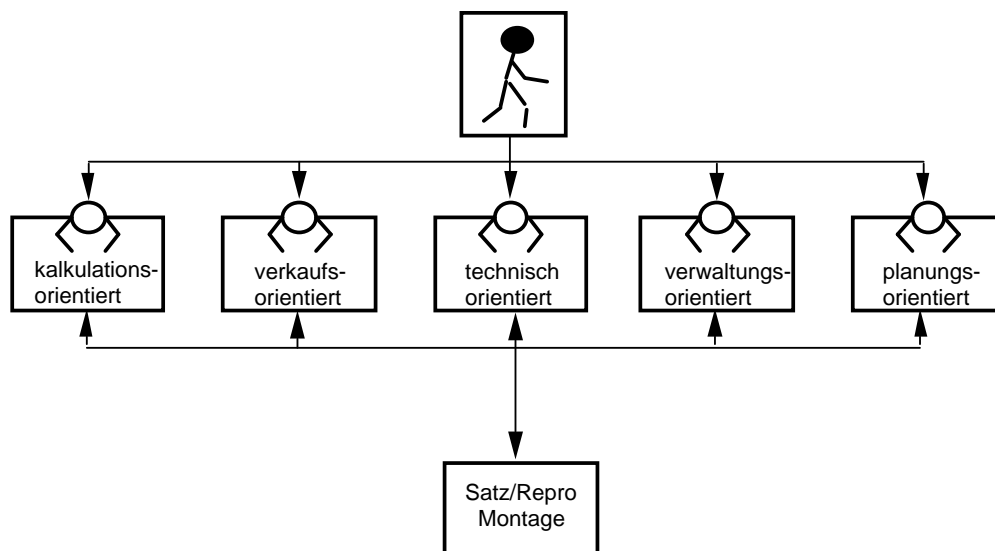 kalkulations-
orientiert
verkaufs-
orientiert
technisch
orientiert
verwaltungs-
orientiert
planungs-
orientiert
Satz/Repro
Montage